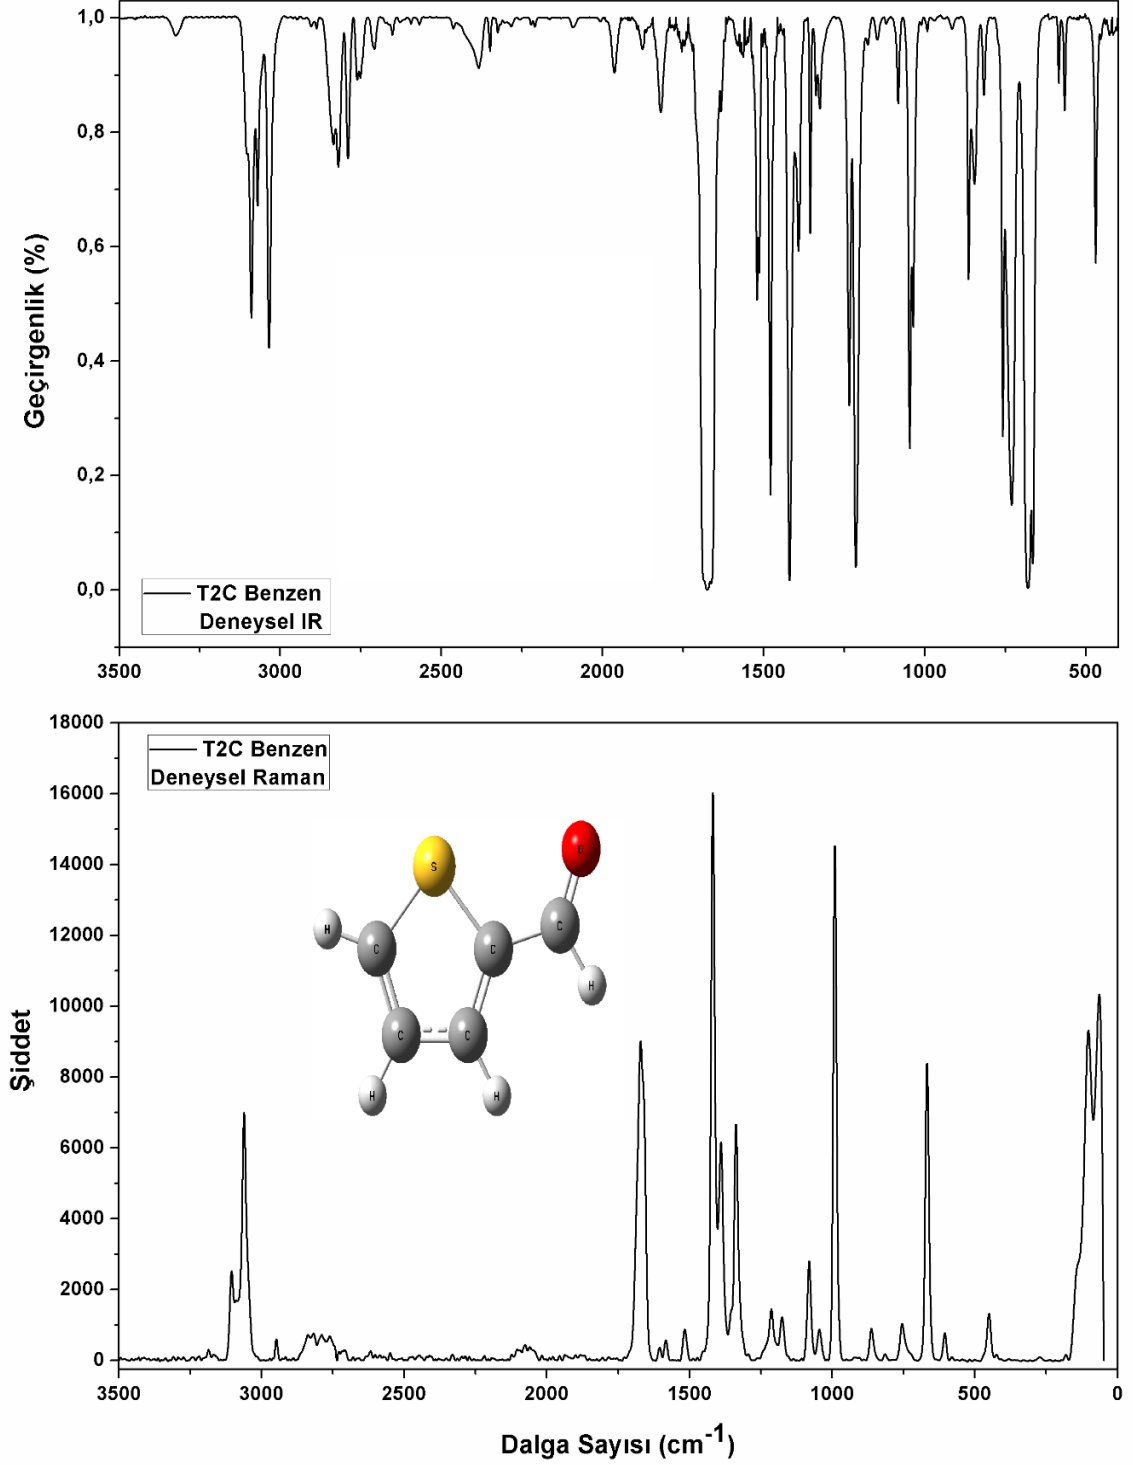 1,0
0,8
0,6
0,4
0,2
0,0
Geçirgenlik (%)
T2C Benzen
Deneysel IR
3500 3000 2500 2000 1500 1000 500
18000
16000
14000
12000
10000
8000
6000
4000
2000
0
Şiddet
T2C Benzen
Deneysel Raman
S
O
H
C
C
C
H
C
C
H
H
3500 3000 2500 2000 1500 1000 500 0
Dalga Sayısı (cm⁻¹)